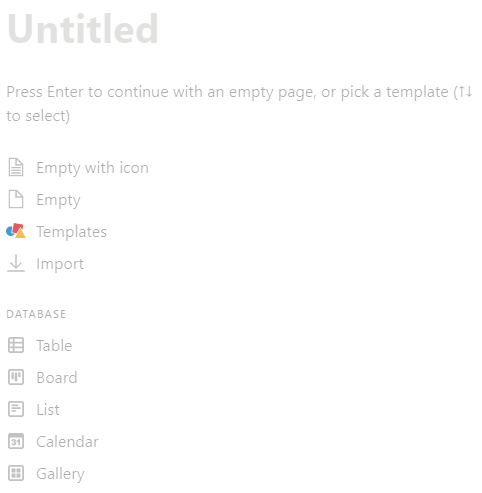 Untitled
Press Enter to continue with an empty page, or pick a template (↑↓
to select)
Empty with icon
Empty
Templates
Import
DATABASE
Table
Board
List
31
Calendar
Gallery